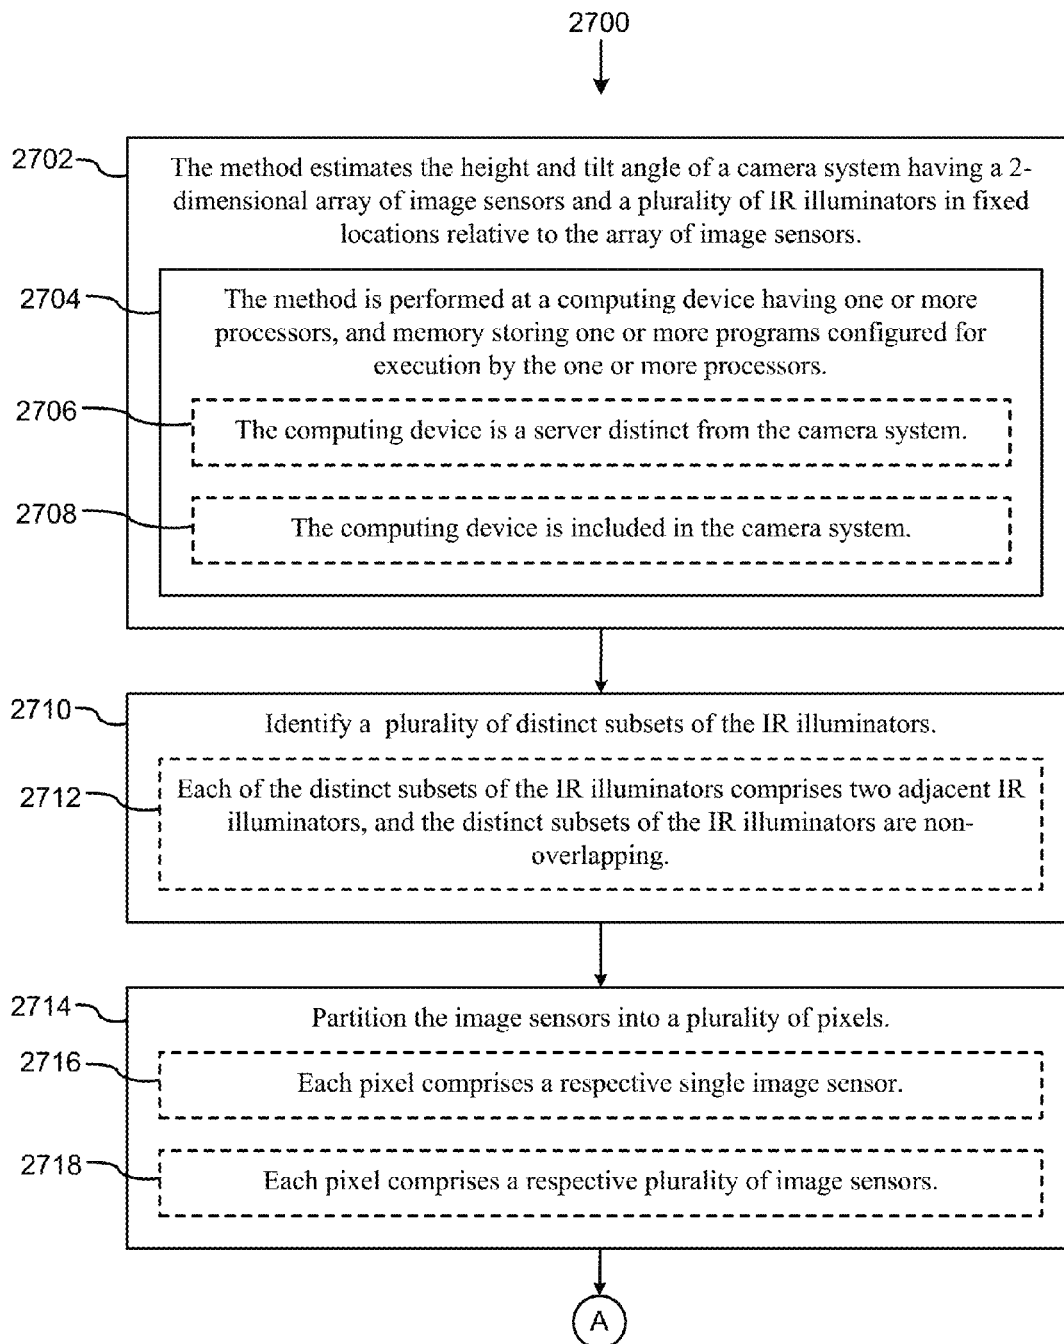 2700
2702
The method estimates the height and tilt angle of a camera system having a 2-
dimensional array of image sensors and a plurality of IR illuminators in fixed
locations relative to the array of image sensors.
2704
The method is performed at a computing device having one or more
processors, and memory storing one or more programs configured for
execution by the one or more processors.
2706
The computing device is a server distinct from the camera system.
2708
The computing device is included in the camera system.
2710
Identify a plurality of distinct subsets of the IR illuminators.
2712
Each of the distinct subsets of the IR illuminators comprises two adjacent IR
illuminators, and the distinct subsets of the IR illuminators are non-
overlapping.
2714
Partition the image sensors into a plurality of pixels.
2716
Each pixel comprises a respective single image sensor.
2718
Each pixel comprises a respective plurality of image sensors.
A